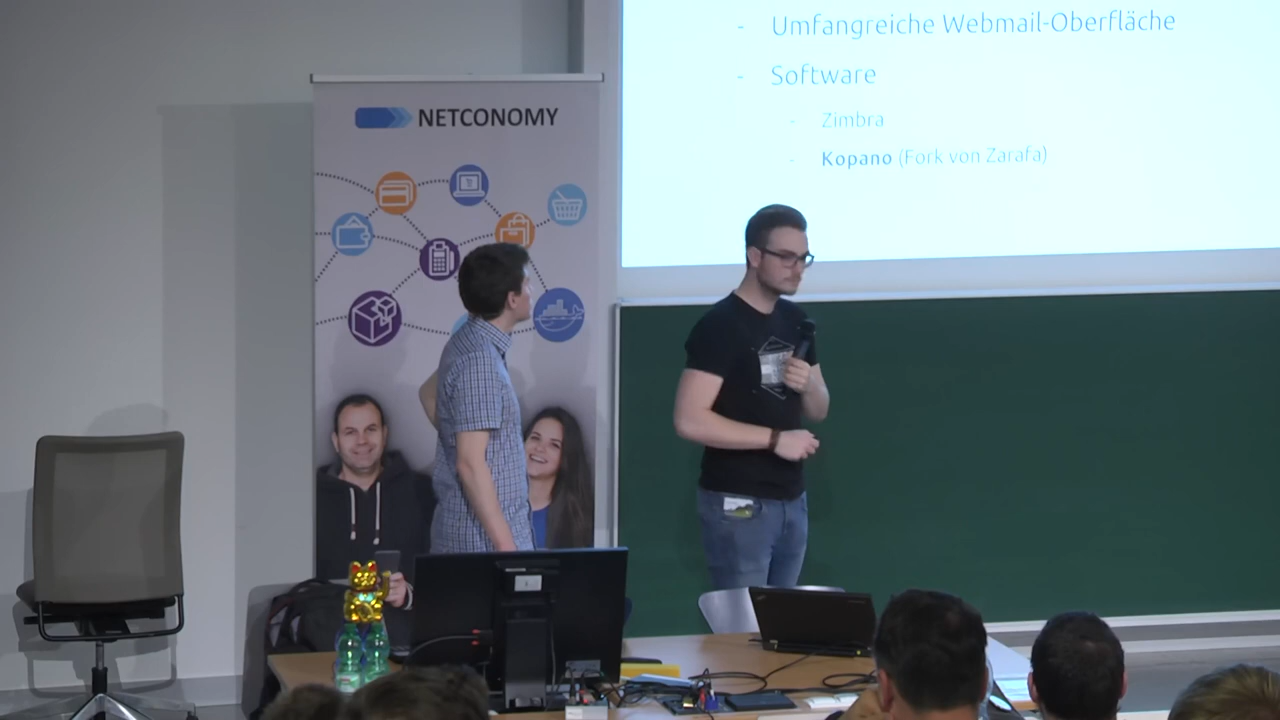 - Umfangreiche Webmail-Oberfläche
- Software
- Zimbra
- Kopano (Fork von Zarafa)
NETCONOMY